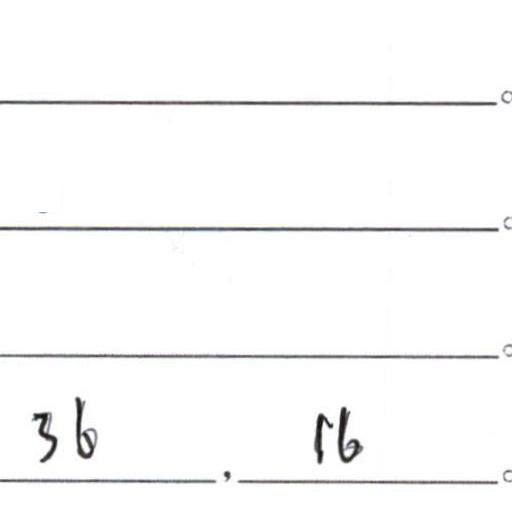 。
。
。
36，16。